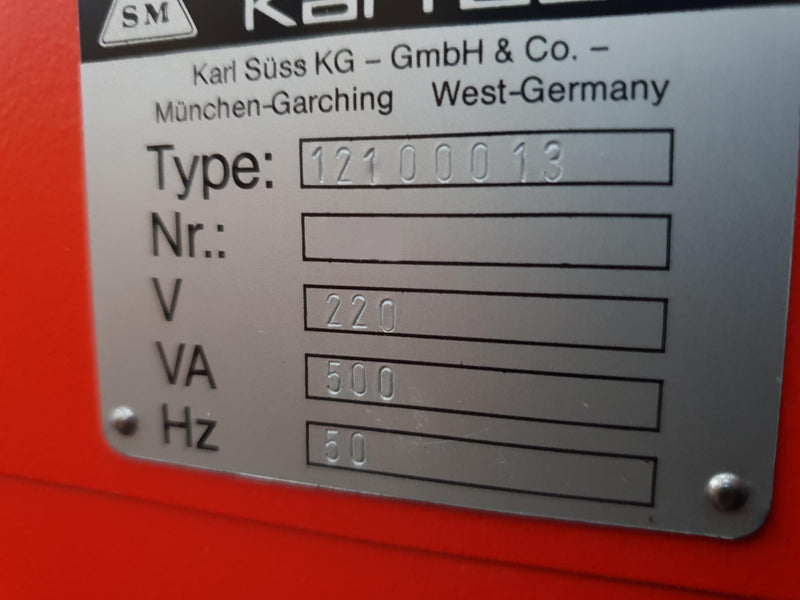 SM
Karl Süss KG – GmbH & Co. –
München-Garching West-Germany
Type: 12100013
Nr.:
V 220
VA 500
Hz 50